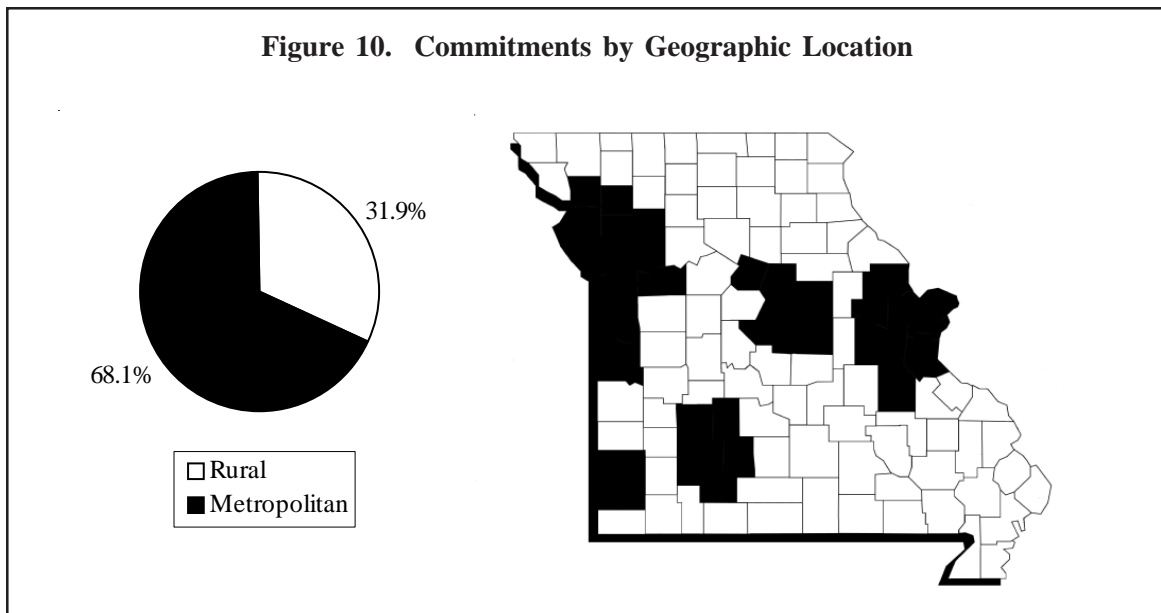 Figure 10. Commitments by Geographic Location
31.9%
68.1%
Rural
Metropolitan